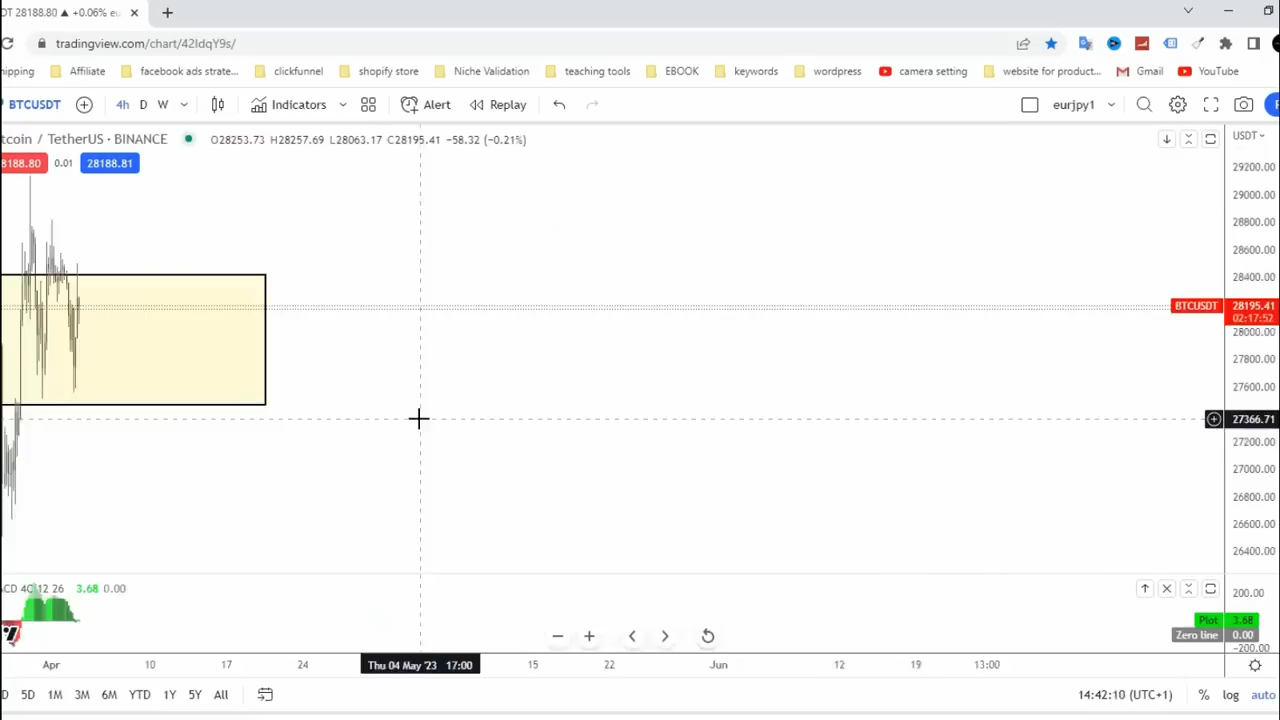 DT 28188.80 ▲ +0.06% eu
tradingview.com/chart/42IdqY9s/
hipping Affiliate facebook ads strate... clickfunnel shopify store Niche Validation teaching tools EBOOK keywords wordpress camera setting website for product... Gmail YouTube
BTCUSDT 4h D W Indicators Alert Replay eurjpy1
tcoin / TetherUS · BINANCE O28253.73 H28257.69 L28063.17 C28195.41 −58.32 (−0.21%) USDT
8188.80 0.01 28188.81
29200.00
29000.00
28800.00
28600.00
28400.00
BTCUSDT 28195.41
02:17:52
28000.00
27800.00
27600.00
27366.71
27200.00
27000.00
26800.00
26600.00
26400.00
ACD 4C 12 26 3.68 0.00 200.00
Plot 3.68
Zero line 0.00
−200.00
Apr 10 17 24 Thu 04 May '23 17:00 15 22 Jun 12 19 13:00
D 5D 1M 3M 6M YTD 1Y 5Y All 14:42:10 (UTC+1) % log auto